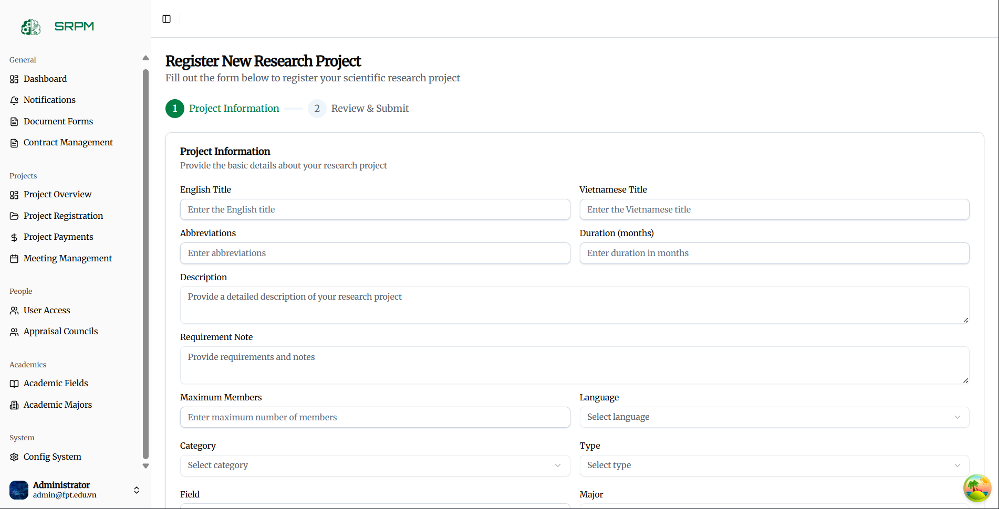 SRPM
General
Dashboard
Notifications
Document Forms
Contract Management
Projects
Project Overview
Project Registration
Project Payments
Meeting Management
People
User Access
Appraisal Councils
Academics
Academic Fields
Academic Majors
System
Config System
Administrator
admin@fpt.edu.vn
Register New Research Project
Fill out the form below to register your scientific research project
1 Project Information 2 Review & Submit
Project Information
Provide the basic details about your research project
English Title Vietnamese Title
Enter the English title Enter the Vietnamese title
Abbreviations Duration (months)
Enter abbreviations Enter duration in months
Description
Provide a detailed description of your research project
Requirement Note
Provide requirements and notes
Maximum Members Language
Enter maximum number of members Select language
Category Type
Select category Select type
Field Major